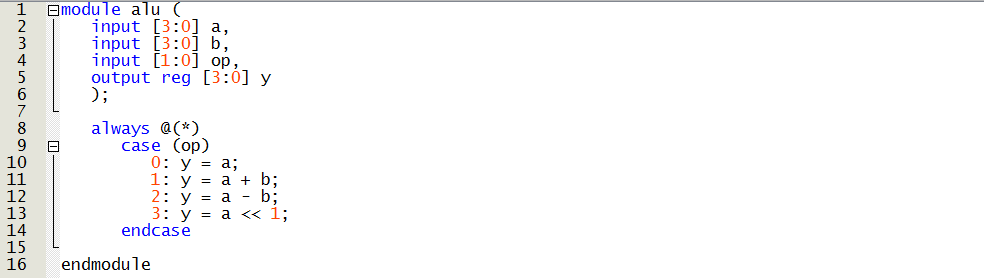 1 module alu (
2 input [3:0] a,
3 input [3:0] b,
4 input [1:0] op,
5 output reg [3:0] y
6 );
7
8 always @(*)
9 case (op)
10 0: y = a;
11 1: y = a + b;
12 2: y = a - b;
13 3: y = a << 1;
14 endcase
15
16 endmodule